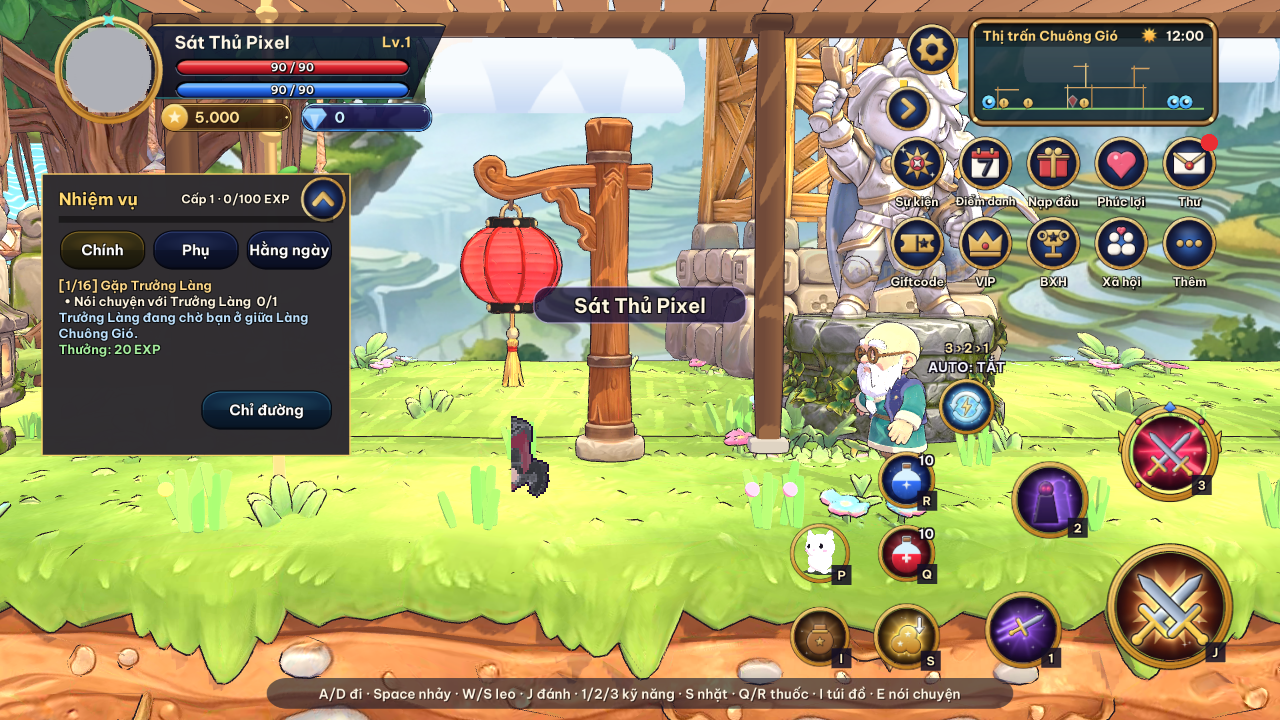 Sát Thủ Pixel
Lv.1
90 / 90
90 / 90
5.000
0
Thị trấn Chuông Gió
12:00
Nhiệm vụ
Cấp 1 · 0/100 EXP
Chính
Phụ
Hằng ngày
[1/16] Gặp Trưởng Làng
• Nói chuyện với Trưởng Làng 0/1
Trưởng Làng đang chờ bạn ở giữa Làng
Chuông Gió.
Thưởng: 20 EXP
Chỉ đường
Sự kiện
7
Điểm danh
Nạp đầu
Phúc lợi
Thư
Giftcode
VIP
BXH
Xã hội
Thêm
Sát Thủ Pixel
3›2›1
AUTO: TẮT
10
R
10
Q
P
I
S
1
2
3
J
A/D đi · Space nhảy · W/S leo · J đánh · 1/2/3 kỹ năng · S nhặt · Q/R thuốc · I túi đồ · E nói chuyện